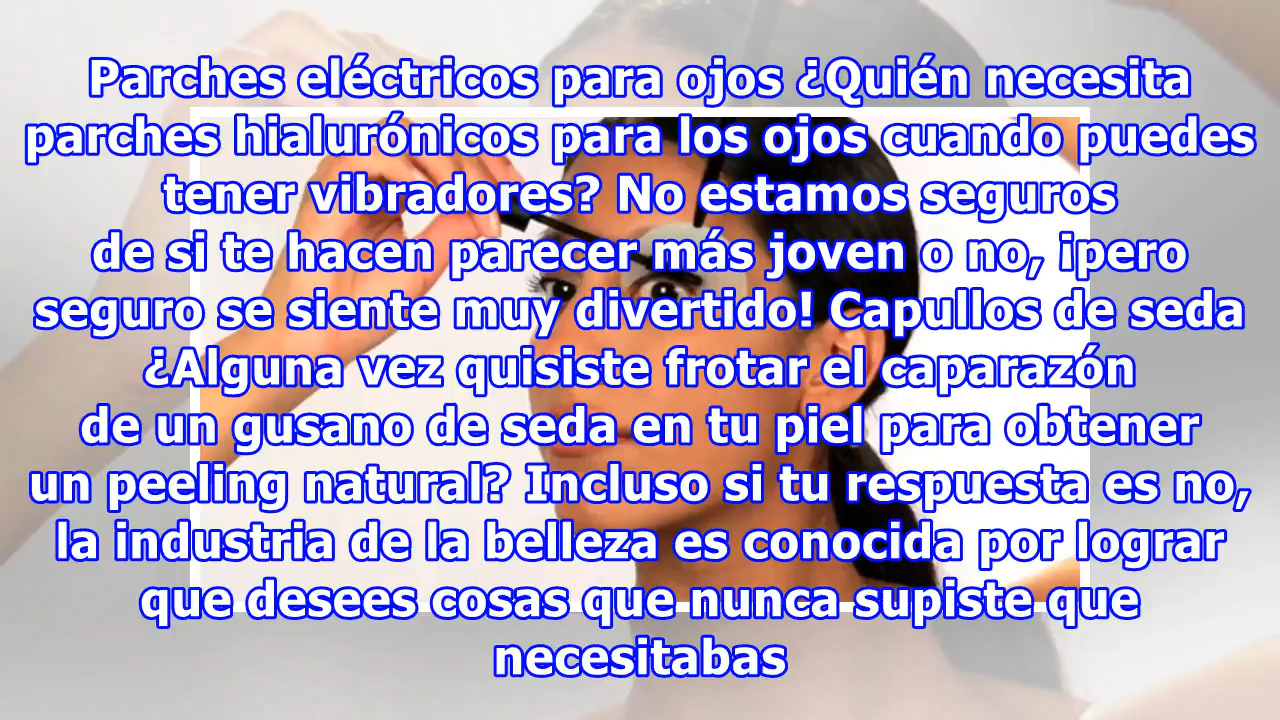 Parches eléctricos para ojos ¿Quién necesita
parches hialurónicos para los ojos cuando puedes
tener vibradores? No estamos seguros
de si te hacen parecer más joven o no, ¡pero
seguro se siente muy divertido! Capullos de seda
¿Alguna vez quisiste frotar el caparazón
de un gusano de seda en tu piel para obtener
un peeling natural? Incluso si tu respuesta es no,
la industria de la belleza es conocida por lograr
que desees cosas que nunca supiste que
necesitabas